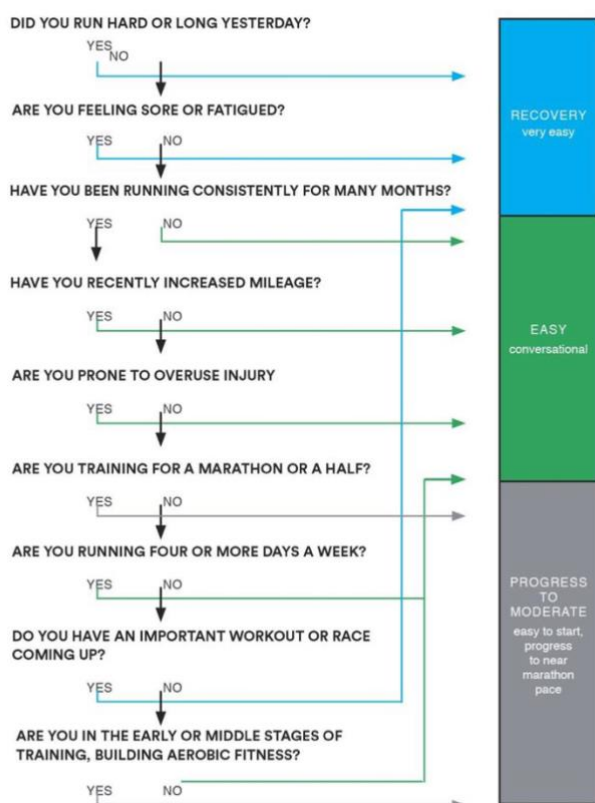 DID YOU RUN HARD OR LONG YESTERDAY?
YES
NO
ARE YOU FEELING SORE OR FATIGUED?
YES NO
HAVE YOU BEEN RUNNING CONSISTENTLY FOR MANY MONTHS?
YES NO
HAVE YOU RECENTLY INCREASED MILEAGE?
YES NO
ARE YOU PRONE TO OVERUSE INJURY
YES NO
ARE YOU TRAINING FOR A MARATHON OR A HALF?
YES NO
ARE YOU RUNNING FOUR OR MORE DAYS A WEEK?
YES NO
DO YOU HAVE AN IMPORTANT WORKOUT OR RACE
COMING UP?
YES NO
ARE YOU IN THE EARLY OR MIDDLE STAGES OF
TRAINING, BUILDING AEROBIC FITNESS?
YES NO
RECOVERY
very easy
EASY
conversational
PROGRESS
TO
MODERATE
easy to start,
progress
to near
marathon
pace